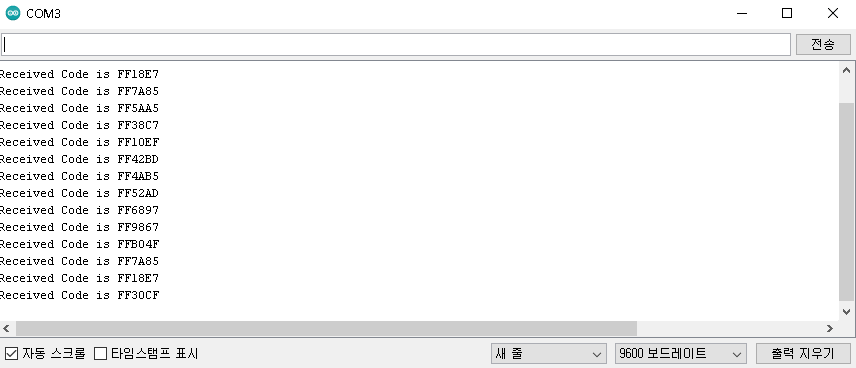 COM3
전송
Received Code is FF18E7
Received Code is FF7A85
Received Code is FF5AA5
Received Code is FF38C7
Received Code is FF10EF
Received Code is FF42BD
Received Code is FF4AB5
Received Code is FF52AD
Received Code is FF6897
Received Code is FF9867
Received Code is FFB04F
Received Code is FF7A85
Received Code is FF18E7
Received Code is FF30CF
자동 스크롤 타임스탬프 표시 새 줄 9600 보드레이트 출력 지우기